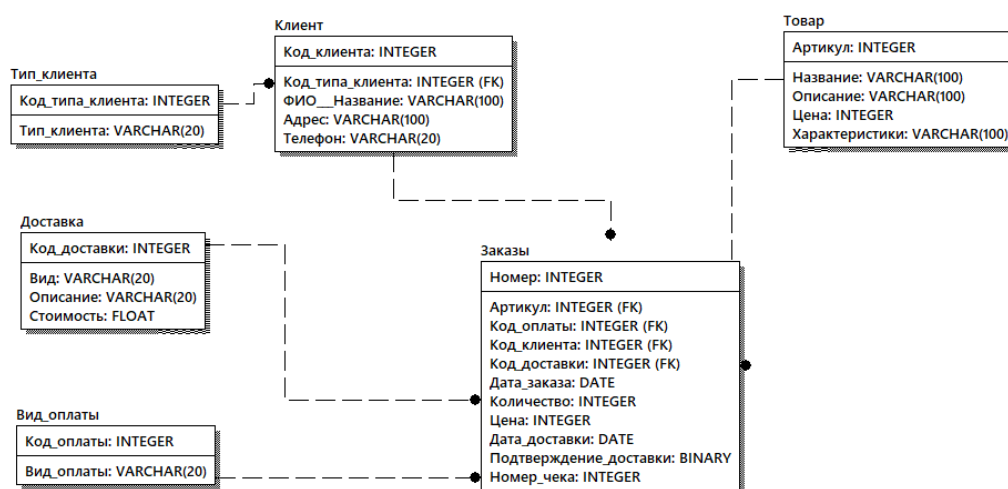 Тип_клиента
Код_типа_клиента: INTEGER
Тип_клиента: VARCHAR(20)
Клиент
Код_клиента: INTEGER
Код_типа_клиента: INTEGER (FK)
ФИО__Название: VARCHAR(100)
Адрес: VARCHAR(100)
Телефон: VARCHAR(20)
Товар
Артикул: INTEGER
Название: VARCHAR(100)
Описание: VARCHAR(100)
Цена: INTEGER
Характеристики: VARCHAR(100)
Доставка
Код_доставки: INTEGER
Вид: VARCHAR(20)
Описание: VARCHAR(20)
Стоимость: FLOAT
Заказы
Номер: INTEGER
Артикул: INTEGER (FK)
Код_оплаты: INTEGER (FK)
Код_клиента: INTEGER (FK)
Код_доставки: INTEGER (FK)
Дата_заказа: DATE
Количество: INTEGER
Цена: INTEGER
Дата_доставки: DATE
Подтверждение_доставки: BINARY
Номер_чека: INTEGER
Вид_оплаты
Код_оплаты: INTEGER
Вид_оплаты: VARCHAR(20)